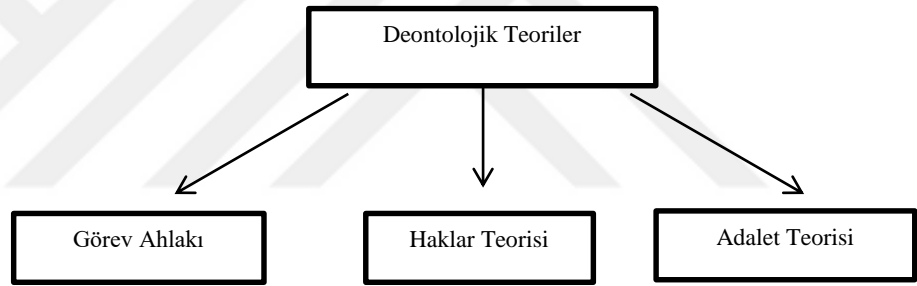 Deontolojik Teoriler
Görev Ahlakı
Haklar Teorisi
Adalet Teorisi